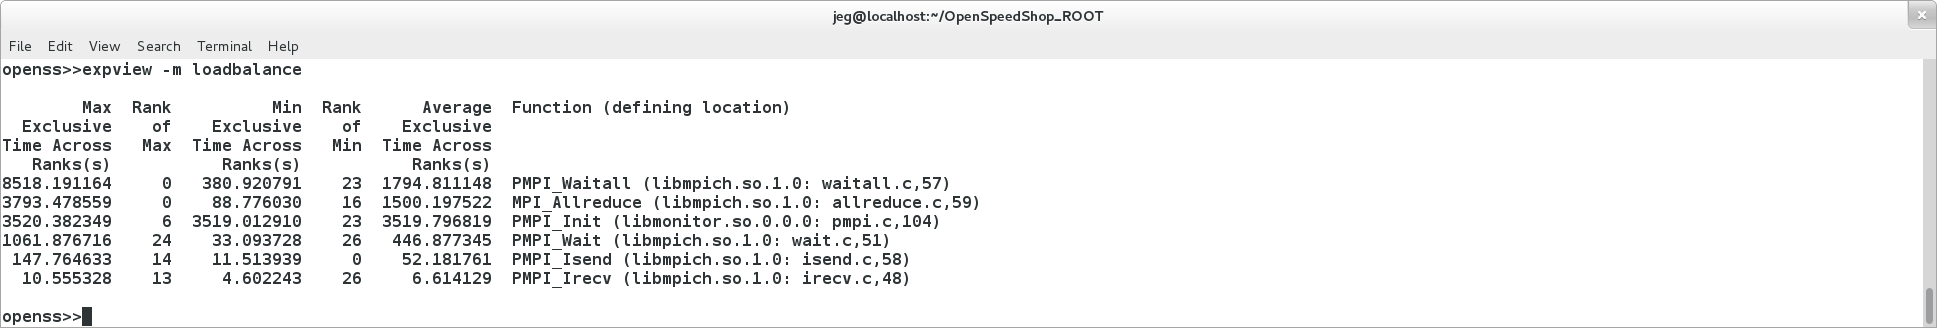 jeg@localhost:~/OpenSpeedShop_ROOT
×
File Edit View Search Terminal Help
openss>>expview -m loadbalance
Max Rank Min Rank Average Function (defining location)
Exclusive of Exclusive of Exclusive
Time Across Max Time Across Min Time Across
Ranks(s) Ranks(s) Ranks(s)
8518.191164 0 380.920791 23 1794.811148 PMPI_Waitall (libmpich.so.1.0: waitall.c,57)
3793.478559 0 88.776030 16 1500.197522 MPI_Allreduce (libmpich.so.1.0: allreduce.c,59)
3520.382349 6 3519.012910 23 3519.796819 PMPI_Init (libmonitor.so.0.0.0: pmpi.c,104)
1061.876716 24 33.093728 26 446.877345 PMPI_Wait (libmpich.so.1.0: wait.c,51)
147.764633 14 11.513939 0 52.181761 PMPI_Isend (libmpich.so.1.0: isend.c,58)
10.555328 13 4.602243 26 6.614129 PMPI_Irecv (libmpich.so.1.0: irecv.c,48)
openss>>